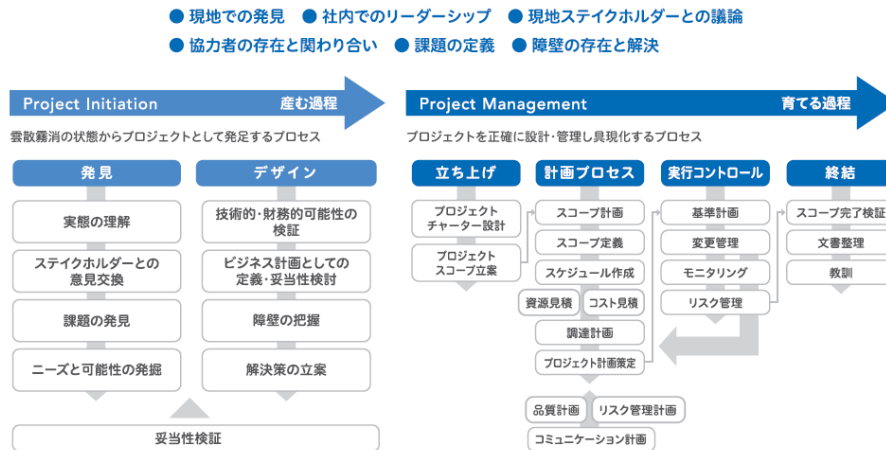 ● 現地での発見 ● 社内でのリーダーシップ ● 現地ステイクホルダーとの議論
● 協力者の存在と関わり合い ● 課題の定義 ● 障壁の存在と解決
Project Initiation 産む過程
雲散霧消の状態からプロジェクトとして発足するプロセス
発見
実態の理解
ステイクホルダーとの
意見交換
課題の発見
ニーズと可能性の発掘
デザイン
技術的・財務的可能性の
検証
ビジネス計画としての
定義・妥当性検討
障壁の把握
解決策の立案
妥当性検証
Project Management 育てる過程
プロジェクトを正確に設計・管理し具現化するプロセス
立ち上げ
プロジェクト
チャーター設計
プロジェクト
スコープ立案
計画プロセス
スコープ計画
スコープ定義
スケジュール作成
資源見積 コスト見積
調達計画
プロジェクト計画策定
品質計画 リスク管理計画
コミュニケーション計画
実行コントロール
基準計画
変更管理
モニタリング
リスク管理
終結
スコープ完了検証
文書整理
教訓